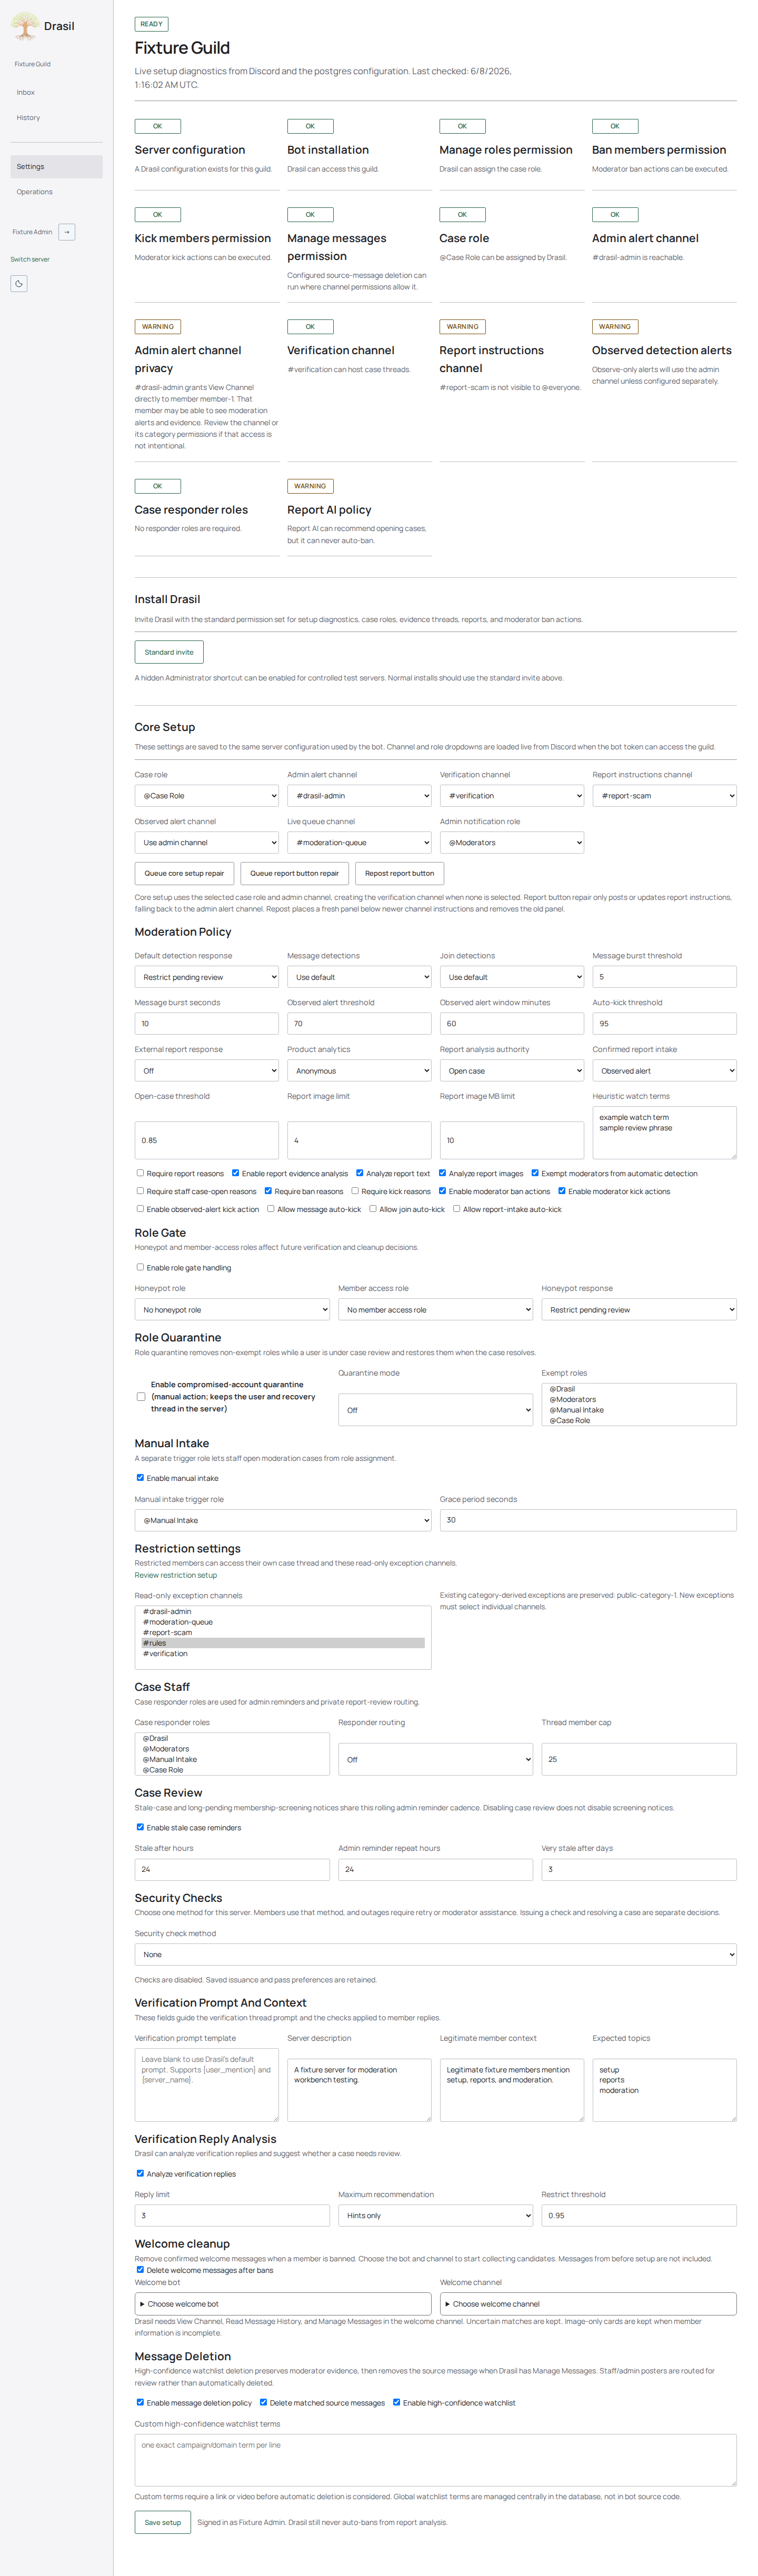 Drasil
Fixture Guild
Inbox
History
Settings
Operations
Fixture Admin →
Switch server
READY
Fixture Guild
Live setup diagnostics from Discord and the postgres configuration. Last checked: 6/8/2026,
1:16:02 AM UTC.
OK
Server configuration
A Drasil configuration exists for this guild.
OK
Bot installation
Drasil can access this guild.
OK
Manage roles permission
Drasil can assign the case role.
OK
Ban members permission
Moderator ban actions can be executed.
OK
Kick members permission
Moderator kick actions can be executed.
OK
Manage messages
permission
Configured source-message deletion can
run where channel permissions allow it.
OK
Case role
@Case Role can be assigned by Drasil.
OK
Admin alert channel
#drasil-admin is reachable.
WARNING
Admin alert channel
privacy
#drasil-admin grants View Channel
directly to member member-1. That
member may be able to see moderation
alerts and evidence. Review the channel or
its category permissions if that access is
not intentional.
OK
Verification channel
#verification can host case threads.
WARNING
Report instructions
channel
#report-scam is not visible to @everyone.
WARNING
Observed detection alerts
Observe-only alerts will use the admin
channel unless configured separately.
OK
Case responder roles
No responder roles are required.
WARNING
Report AI policy
Report AI can recommend opening cases,
but it can never auto-ban.
Install Drasil
Invite Drasil with the standard permission set for setup diagnostics, case roles, evidence threads, reports, and moderator ban actions.
Standard invite
A hidden Administrator shortcut can be enabled for controlled test servers. Normal installs should use the standard invite above.
Core Setup
These settings are saved to the same server configuration used by the bot. Channel and role dropdowns are loaded live from Discord when the bot token can access the guild.
Case role Admin alert channel Verification channel Report instructions channel
@Case Role #drasil-admin #verification #report-scam
Observed alert channel Live queue channel Admin notification role
Use admin channel #moderation-queue @Moderators
Queue core setup repair Queue report button repair Repost report button
Core setup uses the selected case role and admin channel, creating the verification channel when none is selected. Report button repair only posts or updates report instructions,
falling back to the admin alert channel. Repost places a fresh panel below newer channel instructions and removes the old panel.
Moderation Policy
Default detection response Message detections Join detections Message burst threshold
Restrict pending review Use default Use default 5
Message burst seconds Observed alert threshold Observed alert window minutes Auto-kick threshold
10 70 60 95
External report response Product analytics Report analysis authority Confirmed report intake
Off Anonymous Open case Observed alert
Open-case threshold Report image limit Report image MB limit Heuristic watch terms
0.85 4 10 example watch term
sample review phrase
Require report reasons Enable report evidence analysis Analyze report text Analyze report images Exempt moderators from automatic detection
Require staff case-open reasons Require ban reasons Require kick reasons Enable moderator ban actions Enable moderator kick actions
Enable observed-alert kick action Allow message auto-kick Allow join auto-kick Allow report-intake auto-kick
Role Gate
Honeypot and member-access roles affect future verification and cleanup decisions.
Enable role gate handling
Honeypot role Member access role Honeypot response
No honeypot role No member access role Restrict pending review
Role Quarantine
Role quarantine removes non-exempt roles while a user is under case review and restores them when the case resolves.
Enable compromised-account quarantine
(manual action; keeps the user and recovery
thread in the server)
Quarantine mode
Off
Exempt roles
@Drasil
@Moderators
@Manual Intake
@Case Role
Manual Intake
A separate trigger role lets staff open moderation cases from role assignment.
Enable manual intake
Manual intake trigger role Grace period seconds
@Manual Intake 30
Restriction settings
Restricted members can access their own case thread and these read-only exception channels.
Review restriction setup
Read-only exception channels
#drasil-admin
#moderation-queue
#report-scam
#rules
#verification
Existing category-derived exceptions are preserved: public-category-1. New exceptions
must select individual channels.
Case Staff
Case responder roles are used for admin reminders and private report-review routing.
Case responder roles
@Drasil
@Moderators
@Manual Intake
@Case Role
Responder routing
Off
Thread member cap
25
Case Review
Stale-case and long-pending membership-screening notices share this rolling admin reminder cadence. Disabling case review does not disable screening notices.
Enable stale case reminders
Stale after hours Admin reminder repeat hours Very stale after days
24 24 3
Security Checks
Choose one method for this server. Members use that method, and outages require retry or moderator assistance. Issuing a check and resolving a case are separate decisions.
Security check method
None
Checks are disabled. Saved issuance and pass preferences are retained.
Verification Prompt And Context
These fields guide the verification thread prompt and the checks applied to member replies.
Verification prompt template
Leave blank to use Drasil's default
prompt. Supports {user_mention} and
{server_name}.
Server description
A fixture server for moderation
workbench testing.
Legitimate member context
Legitimate fixture members mention
setup, reports, and moderation.
Expected topics
setup
reports
moderation
Verification Reply Analysis
Drasil can analyze verification replies and suggest whether a case needs review.
Analyze verification replies
Reply limit Maximum recommendation Restrict threshold
3 Hints only 0.95
Welcome cleanup
Remove confirmed welcome messages when a member is banned. Choose the bot and channel to start collecting candidates. Messages from before setup are not included.
Delete welcome messages after bans
Welcome bot Welcome channel
▶ Choose welcome bot ▶ Choose welcome channel
Drasil needs View Channel, Read Message History, and Manage Messages in the welcome channel. Uncertain matches are kept. Image-only cards are kept when member
information is incomplete.
Message Deletion
High-confidence watchlist deletion preserves moderator evidence, then removes the source message when Drasil has Manage Messages. Staff/admin posters are routed for
review rather than automatically deleted.
Enable message deletion policy Delete matched source messages Enable high-confidence watchlist
Custom high-confidence watchlist terms
one exact campaign/domain term per line
Custom terms require a link or video before automatic deletion is considered. Global watchlist terms are managed centrally in the database, not in bot source code.
Save setup Signed in as Fixture Admin. Drasil still never auto-bans from report analysis.